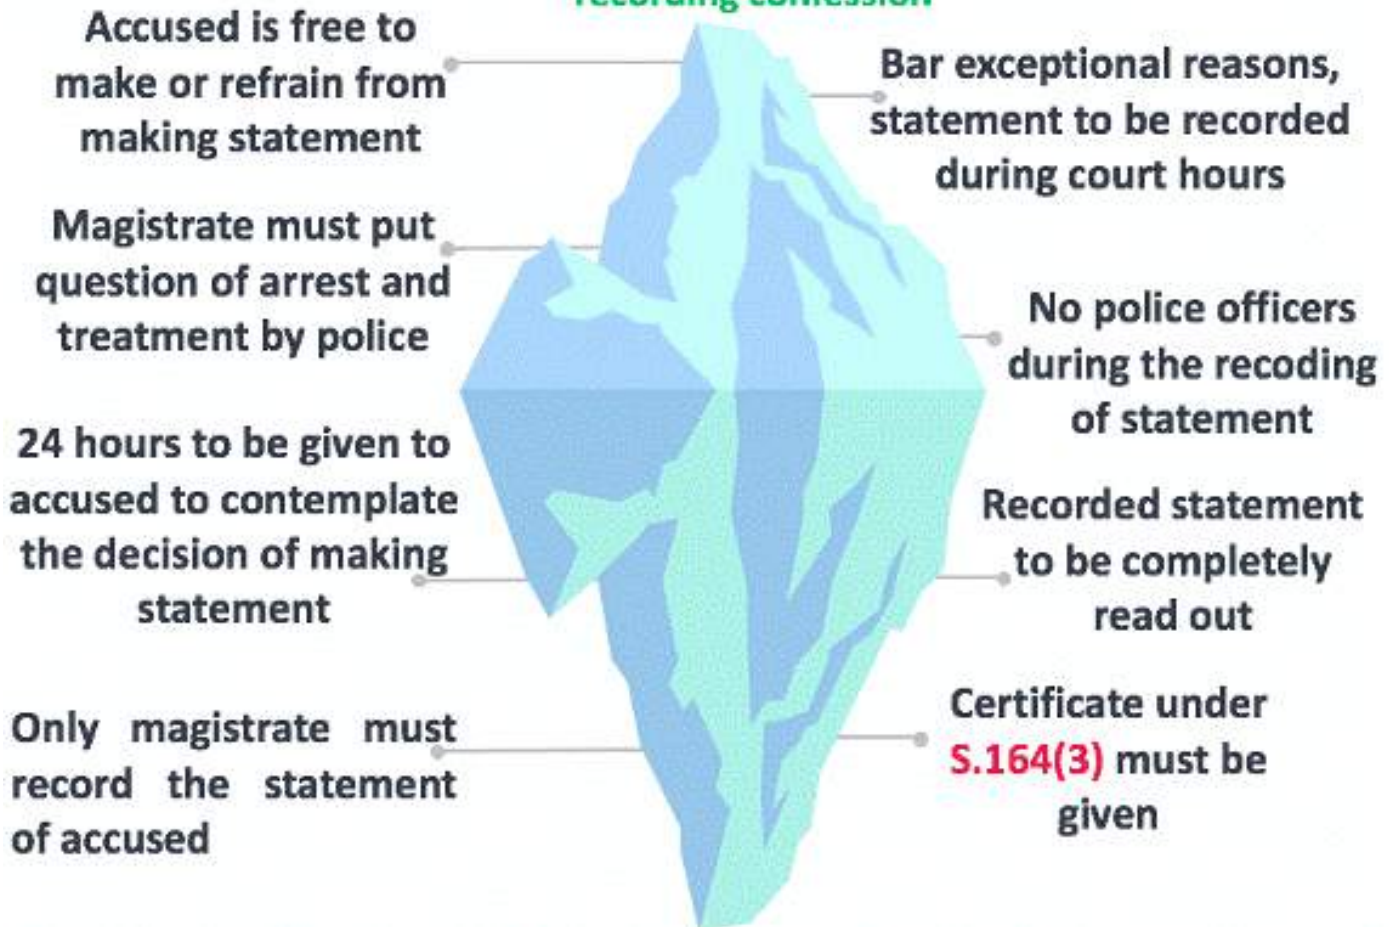 recording confession
Accused is free to
make or refrain from
making statement
Bar exceptional reasons,
statement to be recorded
during court hours
Magistrate must put
question of arrest and
treatment by police
No police officers
during the recoding
of statement
24 hours to be given to
accused to contemplate
the decision of making
statement
Recorded statement
to be completely
read out
Only magistrate must
record the statement
of accused
Certificate under
S.164(3) must be
given